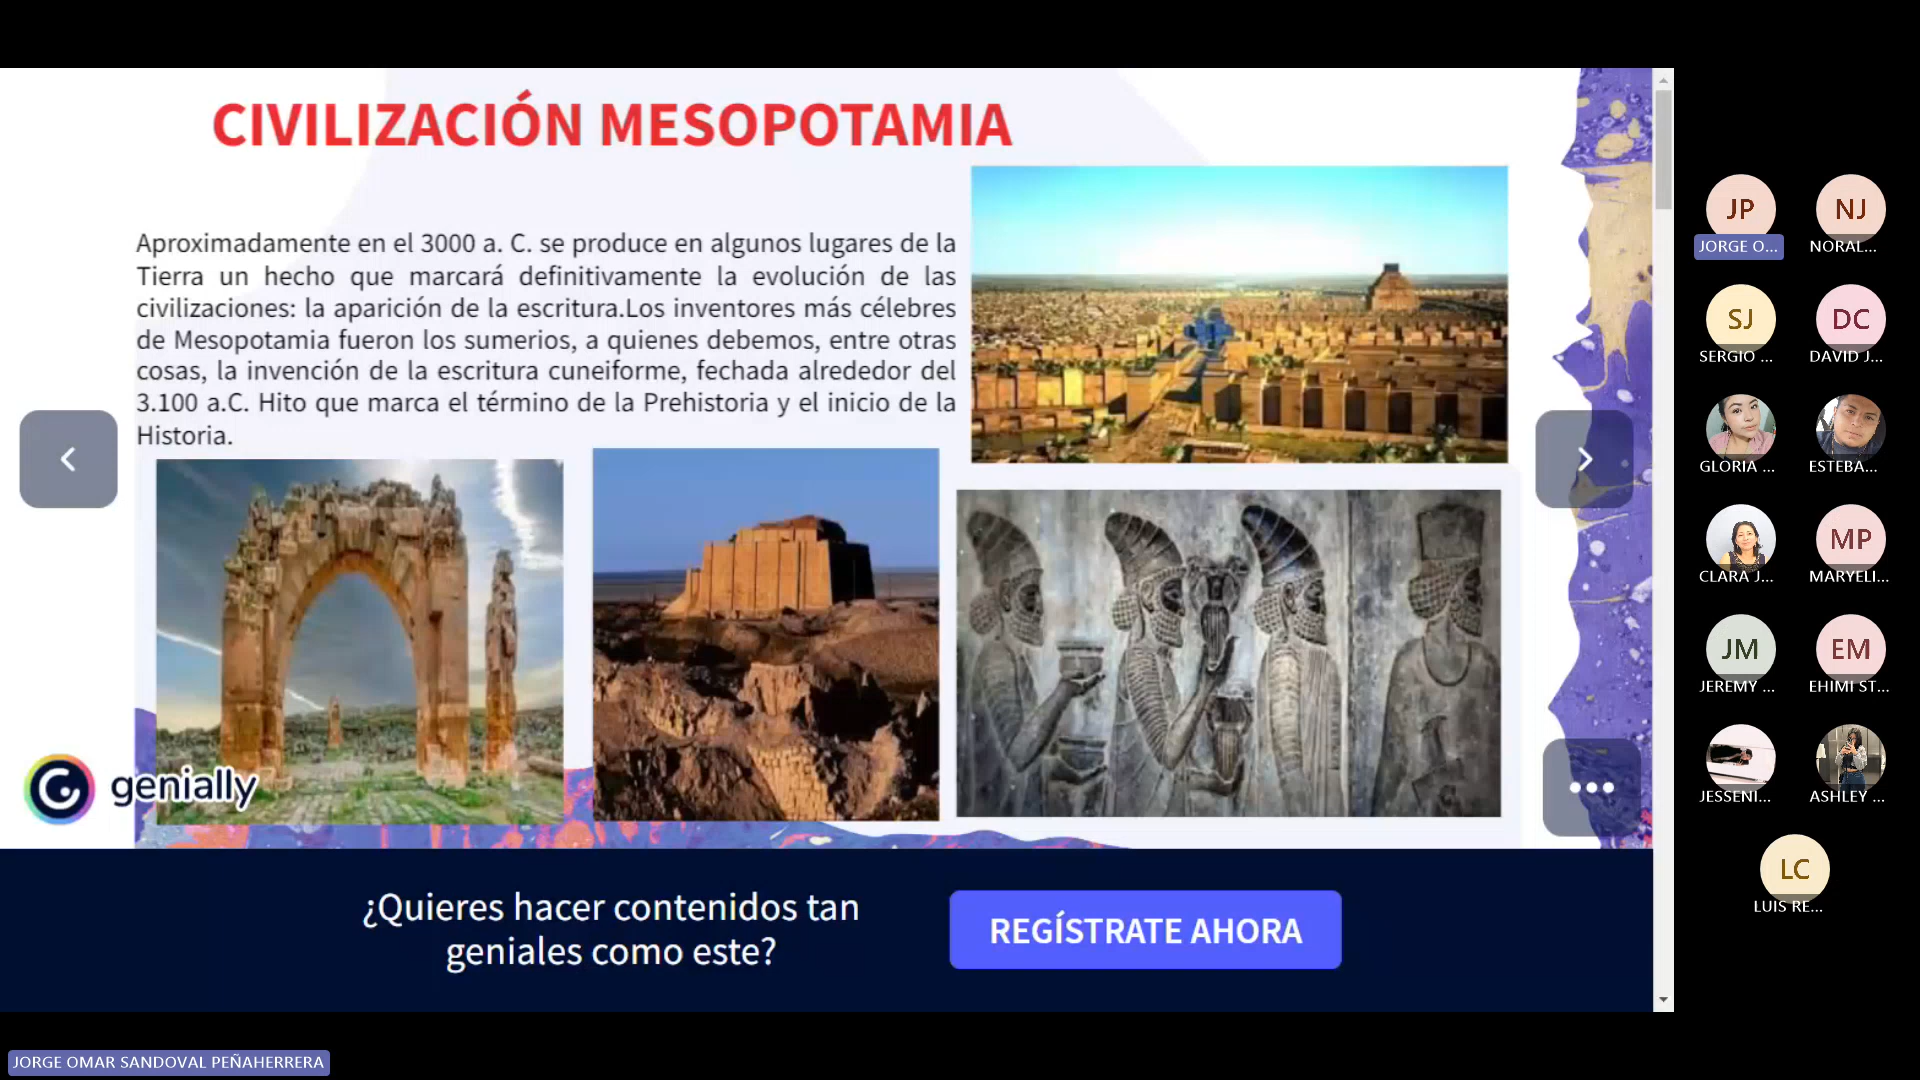 CIVILIZACIÓN MESOPOTAMIA
Aproximadamente en el 3000 a. C. se produce en algunos lugares de la
Tierra un hecho que marcará definitivamente la evolución de las
civilizaciones: la aparición de la escritura.Los inventores más célebres
de Mesopotamia fueron los sumerios, a quienes debemos, entre otras
cosas, la invención de la escritura cuneiforme, fechada alrededor del
3.100 a.C. Hito que marca el término de la Prehistoria y el inicio de la
Historia.
genially
¿Quieres hacer contenidos tan
geniales como este?
REGÍSTRATE AHORA
JP NJ
JORGE O... NORAL...
SJ DC
SERGIO ... DAVID J...
GLORIA ... ESTEBA...
CLARA J... MP
MARYELI...
JM EM
JEREMY ... EHIMI ST...
JESSENI... ASHLEY ...
LC
LUIS RE...
JORGE OMAR SANDOVAL PEÑAHERRERA